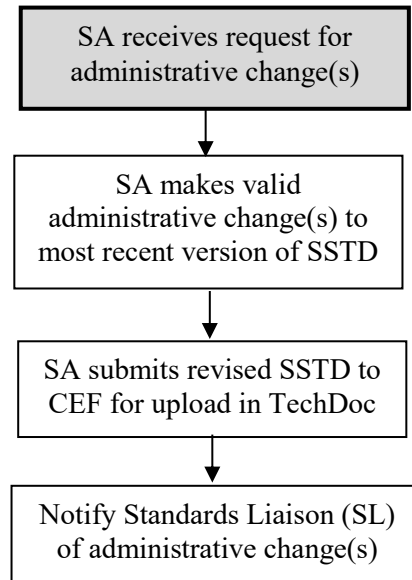 SA receives request for
administrative change(s)
SA makes valid
administrative change(s) to
most recent version of SSTD
SA submits revised SSTD to
CEF for upload in TechDoc
Notify Standards Liaison (SL)
of administrative change(s)